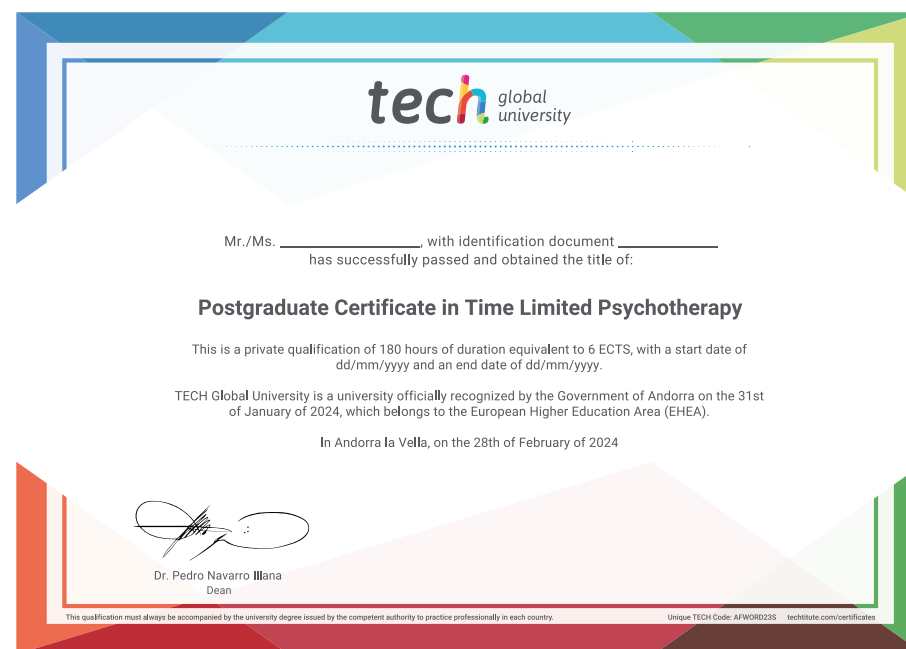 tech global university
Mr./Ms. ____________, with identification document ____________
has successfully passed and obtained the title of:
Postgraduate Certificate in Time Limited Psychotherapy
This is a private qualification of 180 hours of duration equivalent to 6 ECTS, with a start date of
dd/mm/yyyy and an end date of dd/mm/yyyy.
TECH Global University is a university officially recognized by the Government of Andorra on the 31st
of January of 2024, which belongs to the European Higher Education Area (EHEA).
In Andorra la Vella, on the 28th of February of 2024
Dr. Pedro Navarro Illana
Dean
This qualification must always be accompanied by the university degree issued by the competent authority to practice professionally in each country.
Unique TECH Code: AFWORD23S techtitute.com/certificates